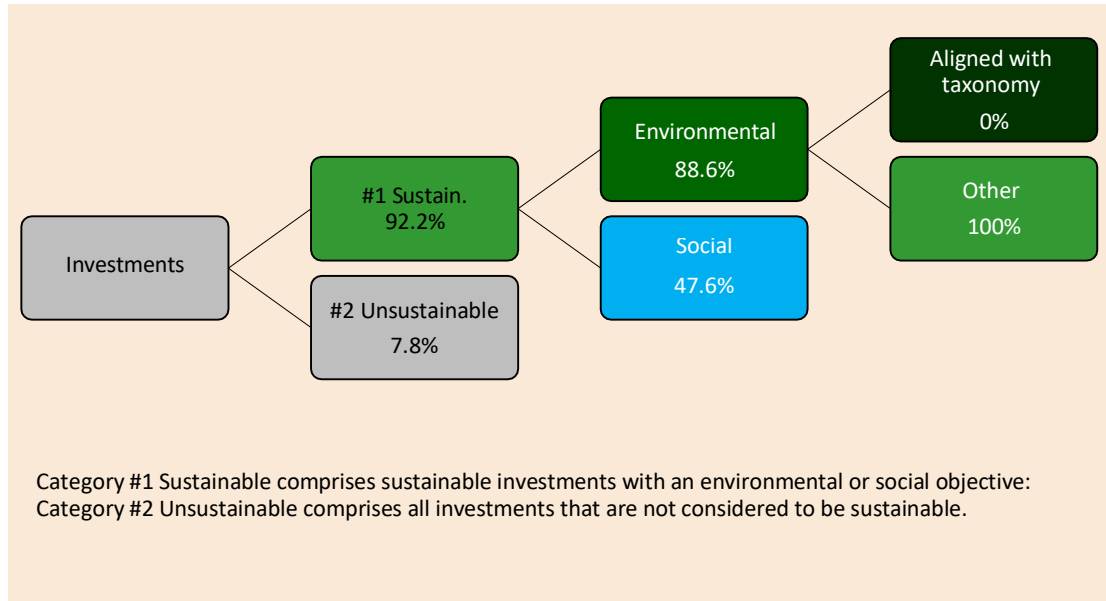 Investments
#1 Sustain.
92.2%
#2 Unsustainable
7.8%
Environmental
88.6%
Social
47.6%
Aligned with
taxonomy
0%
Other
100%
Category #1 Sustainable comprises sustainable investments with an environmental or social objective:
Category #2 Unsustainable comprises all investments that are not considered to be sustainable.